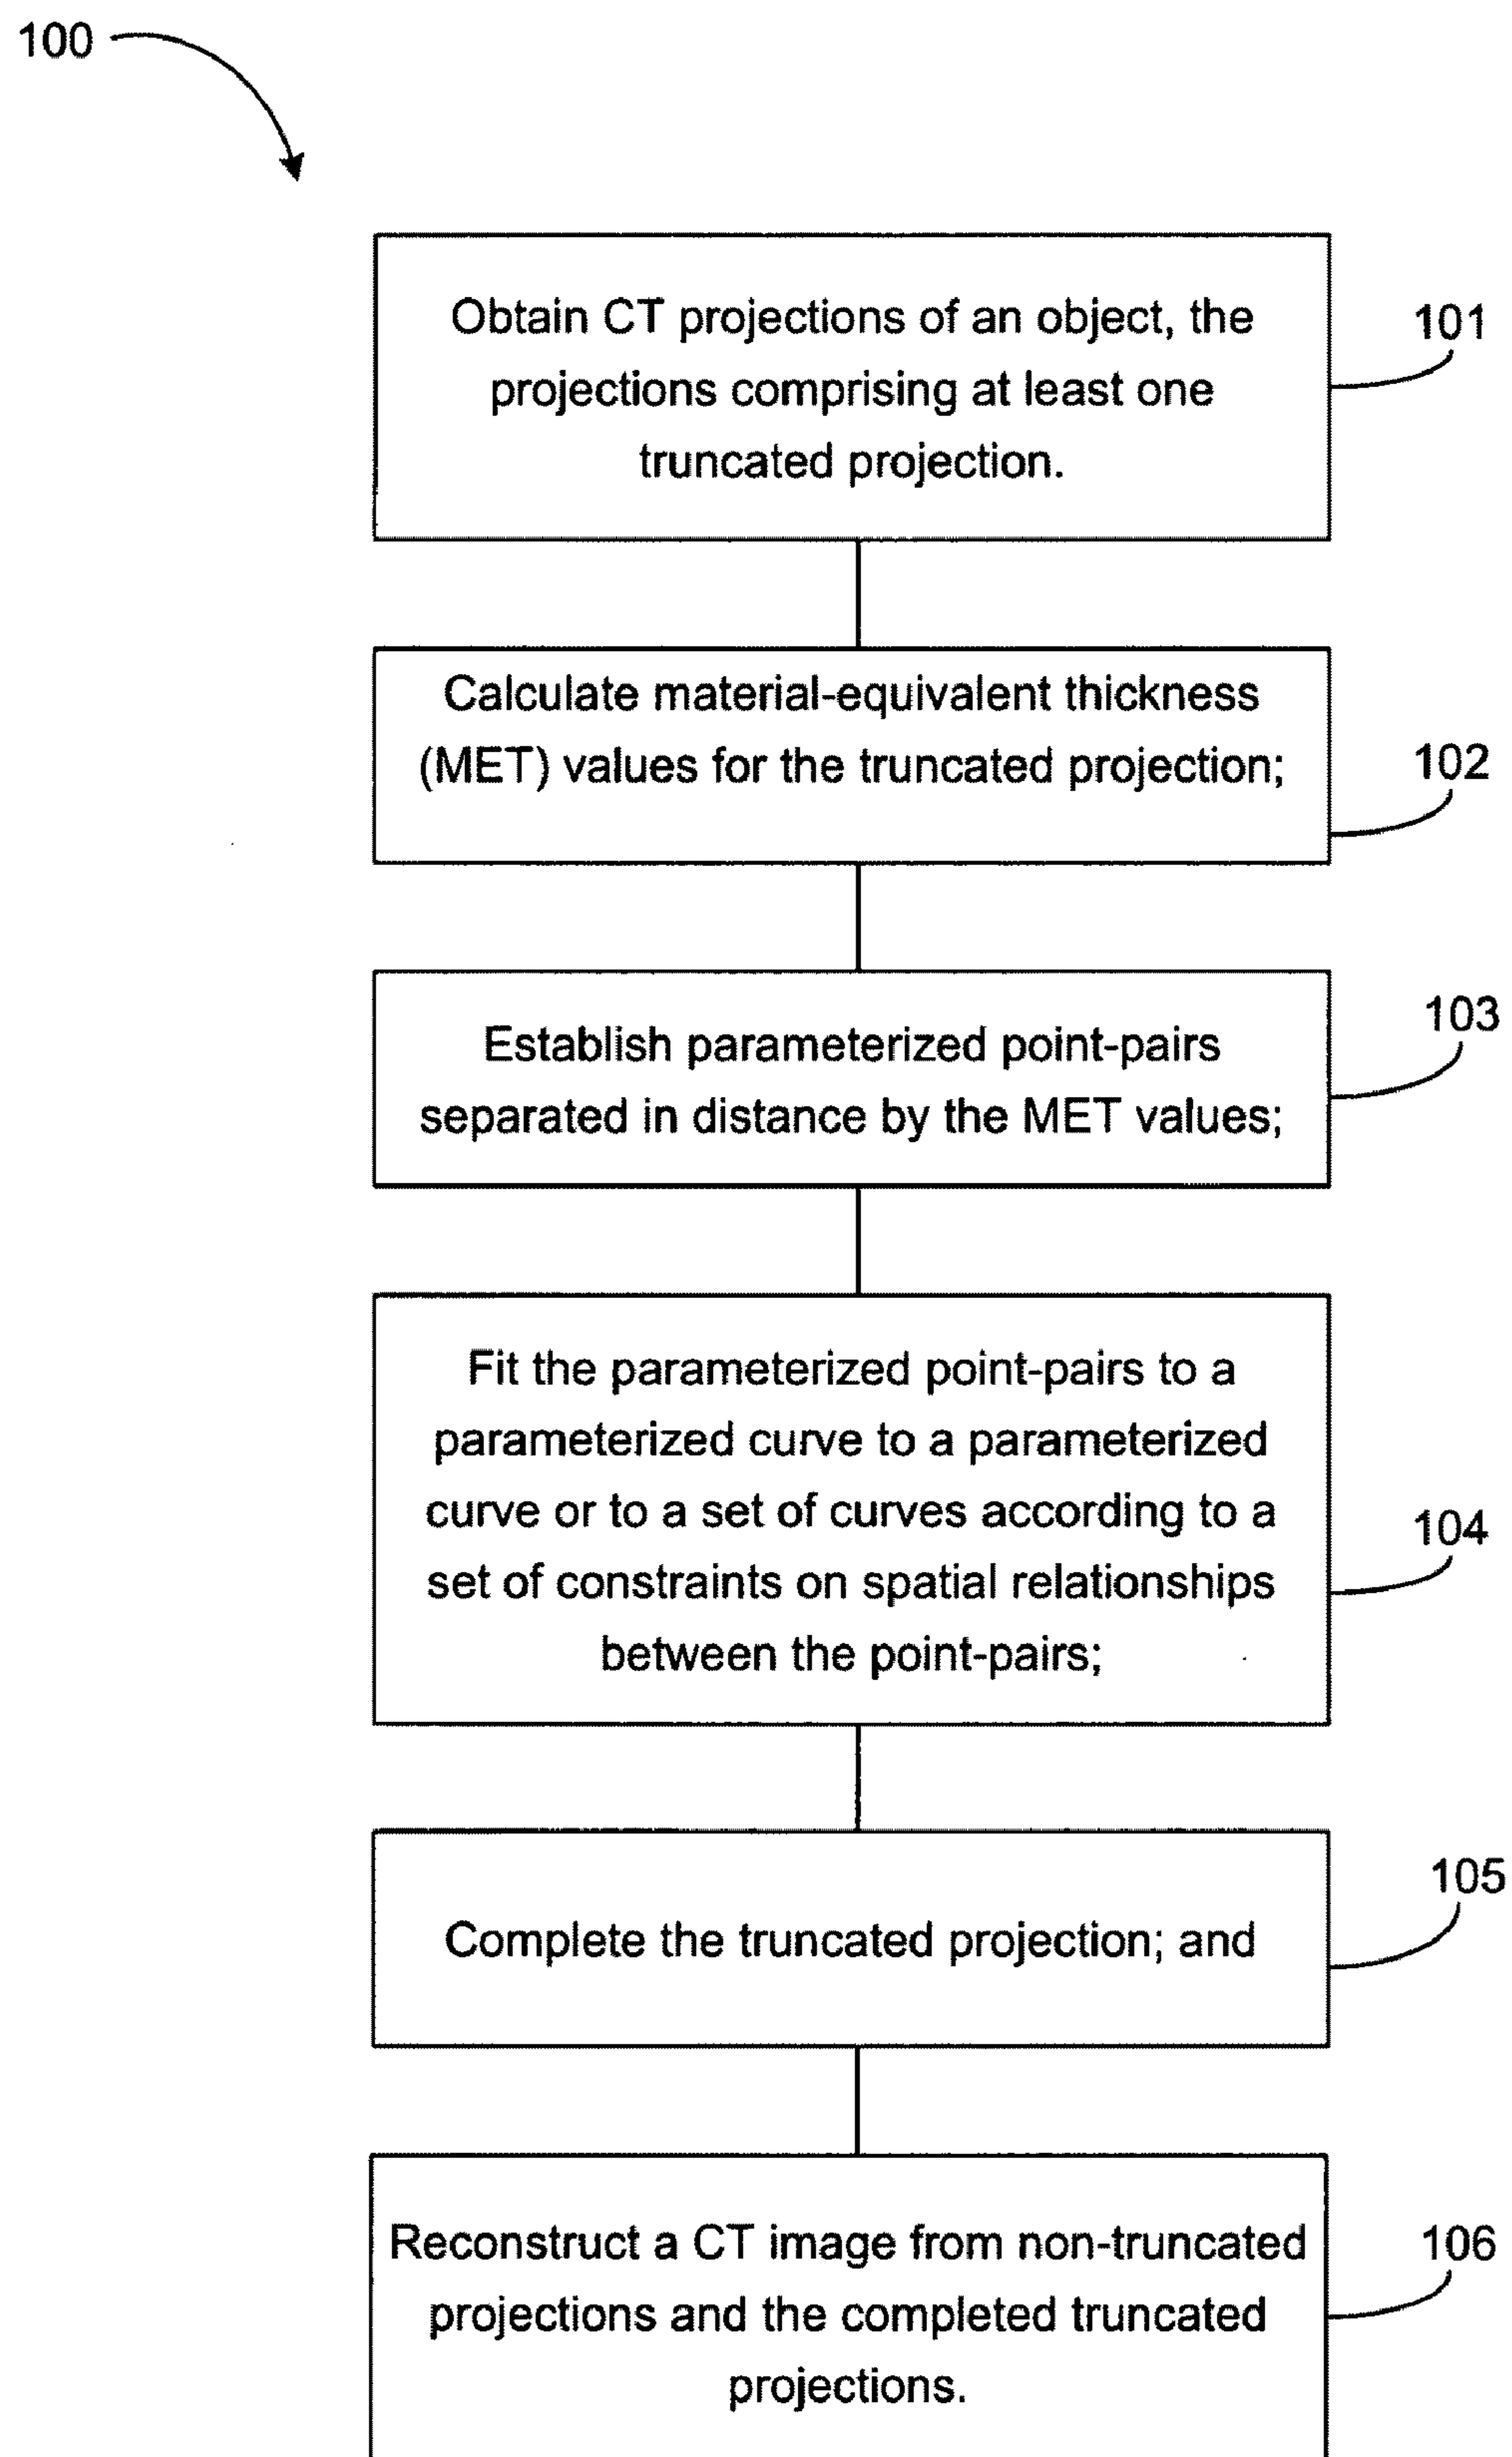 100
Obtain CT projections of an object, the
projections comprising at least one
truncated projection.
101
Calculate material-equivalent thickness
(MET) values for the truncated projection;
102
Establish parameterized point-pairs
separated in distance by the MET values;
103
Fit the parameterized point-pairs to a
parameterized curve to a parameterized
curve or to a set of curves according to a
set of constraints on spatial relationships
between the point-pairs;
104
Complete the truncated projection; and
105
Reconstruct a CT image from non-truncated
projections and the completed truncated
projections.
106